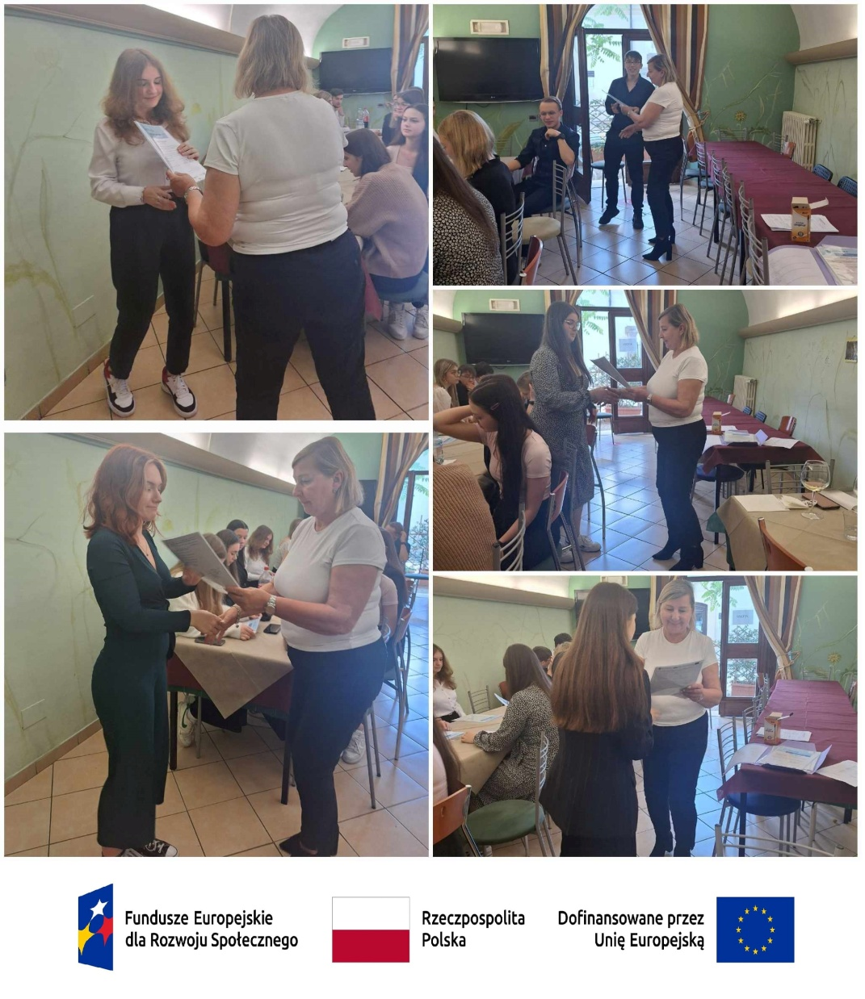 Fundusze Europejskie
dla Rozwoju Społecznego
Rzeczpospolita
Polska
Dofinansowane przez
Unię Europejską